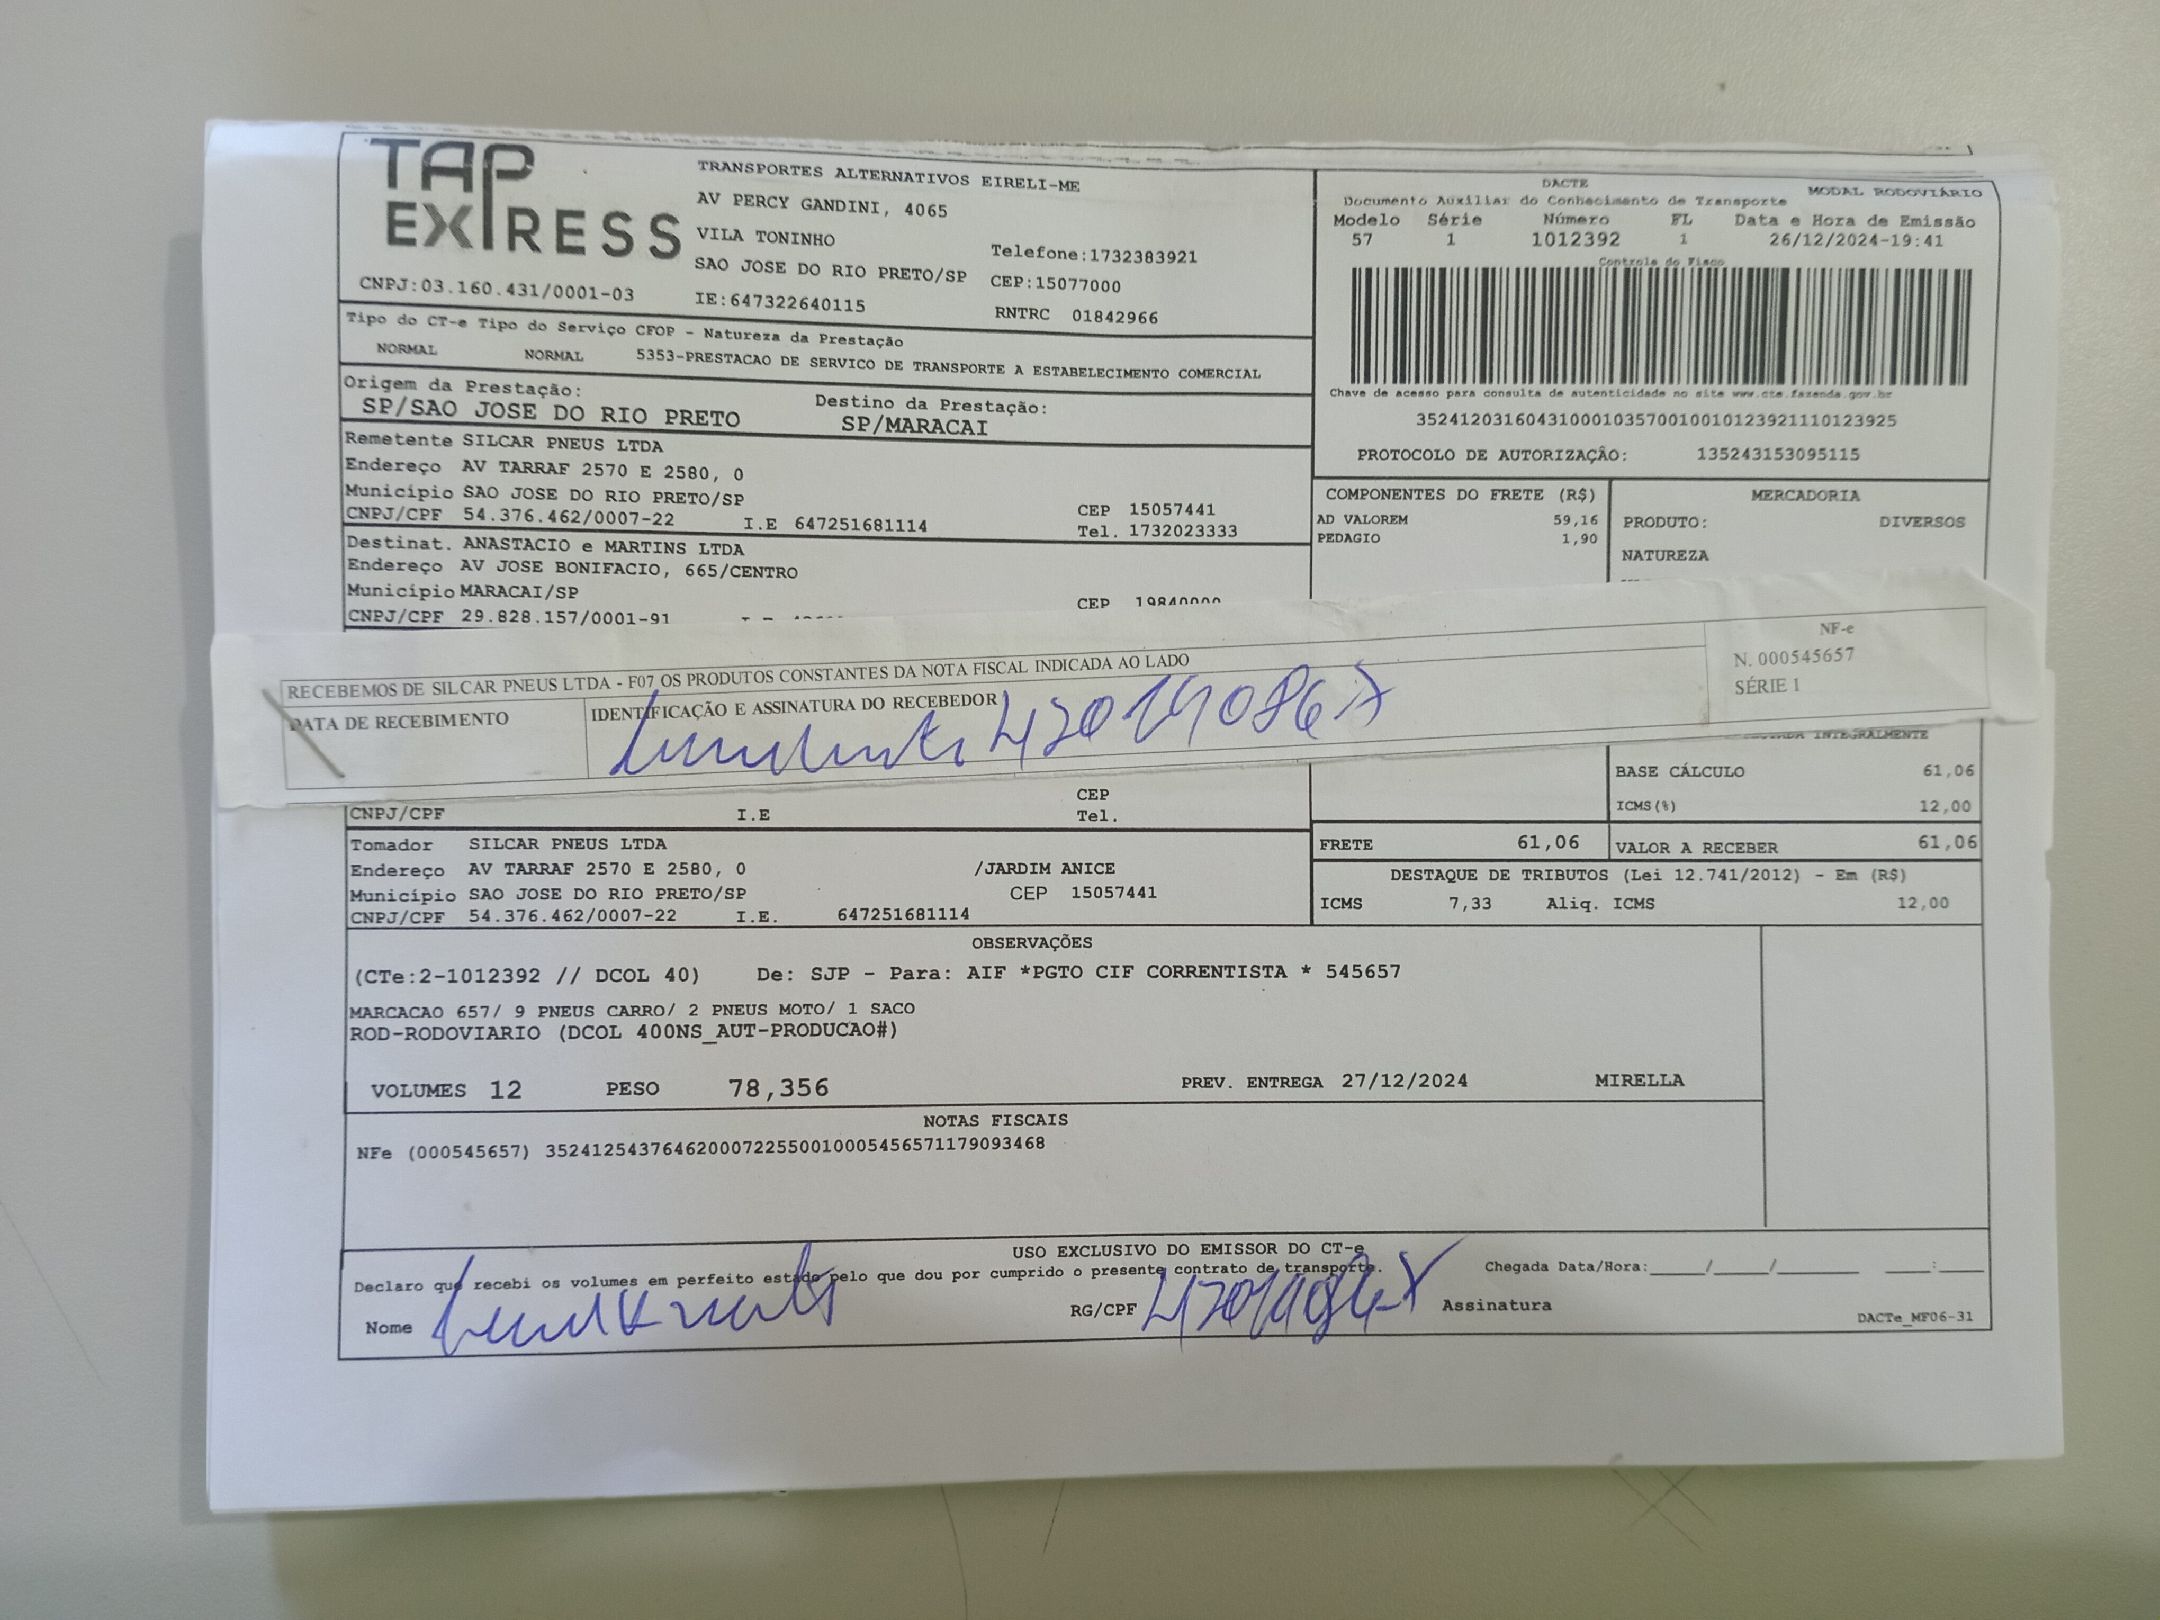 TAP
EXPRESS
TRANSPORTES ALTERNATIVOS EIRELI-ME
AV PERCY GANDINI, 4065
VILA TONINHO
Telefone:1732383921
SAO JOSE DO RIO PRETO/SP CEP:15077000
CNPJ:03.160.431/0001-03 IE:647322640115 RNTRC 01842966
DACTE MODAL RODOVIÁRIO
Documento Auxiliar do Conhecimento de Transporte
Modelo Série Número FL Data e Hora de Emissão
57 1 1012392 1 26/12/2024-19:41
Controle do Fisco
Chave de acesso para consulta de autenticidade no site www.cte.fazenda.gov.br
35241203160431000103570010010123921110123925
PROTOCOLO DE AUTORIZAÇÃO: 135243153095115
Tipo do CT-e Tipo do Serviço CFOP - Natureza da Prestação
NORMAL NORMAL 5353-PRESTACAO DE SERVICO DE TRANSPORTE A ESTABELECIMENTO COMERCIAL
Origem da Prestação: Destino da Prestação:
SP/SAO JOSE DO RIO PRETO SP/MARACAI
Remetente SILCAR PNEUS LTDA
Endereço AV TARRAF 2570 E 2580, 0
Município SAO JOSE DO RIO PRETO/SP CEP 15057441
CNPJ/CPF 54.376.462/0007-22 I.E 647251681114 Tel. 1732023333
Destinat. ANASTACIO e MARTINS LTDA
Endereço AV JOSE BONIFACIO, 665/CENTRO
Município MARACAI/SP CEP 19840000
CNPJ/CPF 29.828.157/0001-91
COMPONENTES DO FRETE (R$) MERCADORIA
AD VALOREM 59,16 PRODUTO: DIVERSOS
PEDAGIO 1,90
NATUREZA
RECEBEMOS DE SILCAR PNEUS LTDA - F07 OS PRODUTOS CONSTANTES DA NOTA FISCAL INDICADA AO LADO
NF-e
N. 000545657
SÉRIE 1
DATA DE RECEBIMENTO IDENTIFICAÇÃO E ASSINATURA DO RECEBEDOR
INTEGRALMENTE
BASE CÁLCULO 61,06
ICMS(%) 12,00
CEP
CNPJ/CPF I.E Tel.
FRETE 61,06 VALOR A RECEBER 61,06
Tomador SILCAR PNEUS LTDA
Endereço AV TARRAF 2570 E 2580, 0 /JARDIM ANICE
Município SAO JOSE DO RIO PRETO/SP CEP 15057441
CNPJ/CPF 54.376.462/0007-22 I.E. 647251681114
DESTAQUE DE TRIBUTOS (Lei 12.741/2012) - Em (R$)
ICMS 7,33 Aliq. ICMS 12,00
OBSERVAÇÕES
(CTe:2-1012392 // DCOL 40) De: SJP - Para: AIF *PGTO CIF CORRENTISTA * 545657
MARCACAO 657/ 9 PNEUS CARRO/ 2 PNEUS MOTO/ 1 SACO
ROD-RODOVIARIO (DCOL 400NS_AUT-PRODUCAO#)
VOLUMES 12 PESO 78,356 PREV. ENTREGA 27/12/2024 MIRELLA
NOTAS FISCAIS
NFe (000545657) 35241254376462000722550010005456571179093468
USO EXCLUSIVO DO EMISSOR DO CT-e
Declaro que recebi os volumes em perfeito estado pelo que dou por cumprido o presente contrato de transporte. Chegada Data/Hora:_____/_____/_______ ____:____
Nome RG/CPF Assinatura
DACTe_MF06-31